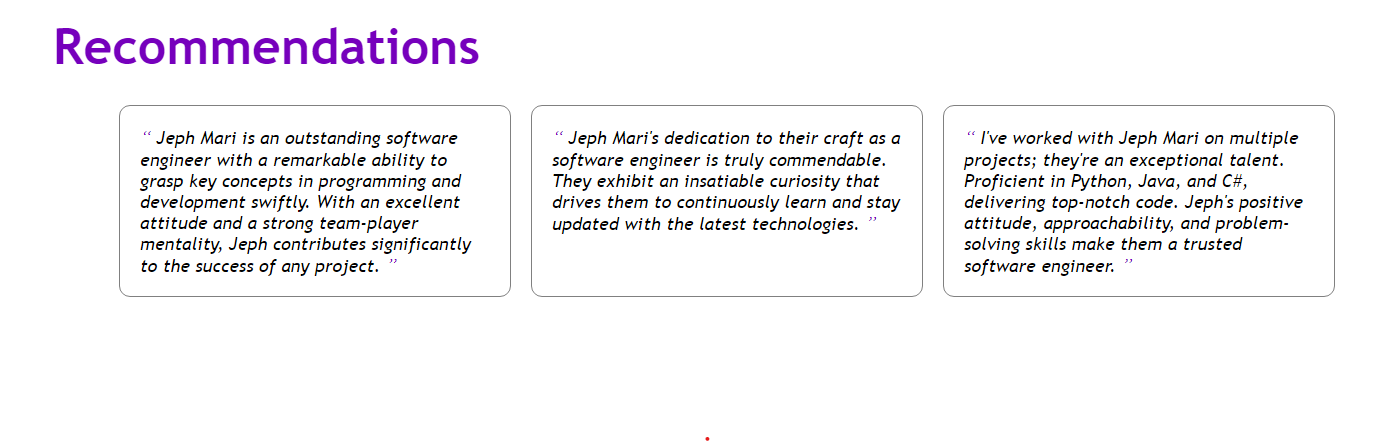 Recommendations
“ Jeph Mari is an outstanding software
engineer with a remarkable ability to
grasp key concepts in programming and
development swiftly. With an excellent
attitude and a strong team-player
mentality, Jeph contributes significantly
to the success of any project. ”
“ Jeph Mari's dedication to their craft as a
software engineer is truly commendable.
They exhibit an insatiable curiosity that
drives them to continuously learn and stay
updated with the latest technologies. ”
“ I've worked with Jeph Mari on multiple
projects; they're an exceptional talent.
Proficient in Python, Java, and C#,
delivering top-notch code. Jeph's positive
attitude, approachability, and problem-
solving skills make them a trusted
software engineer. ”